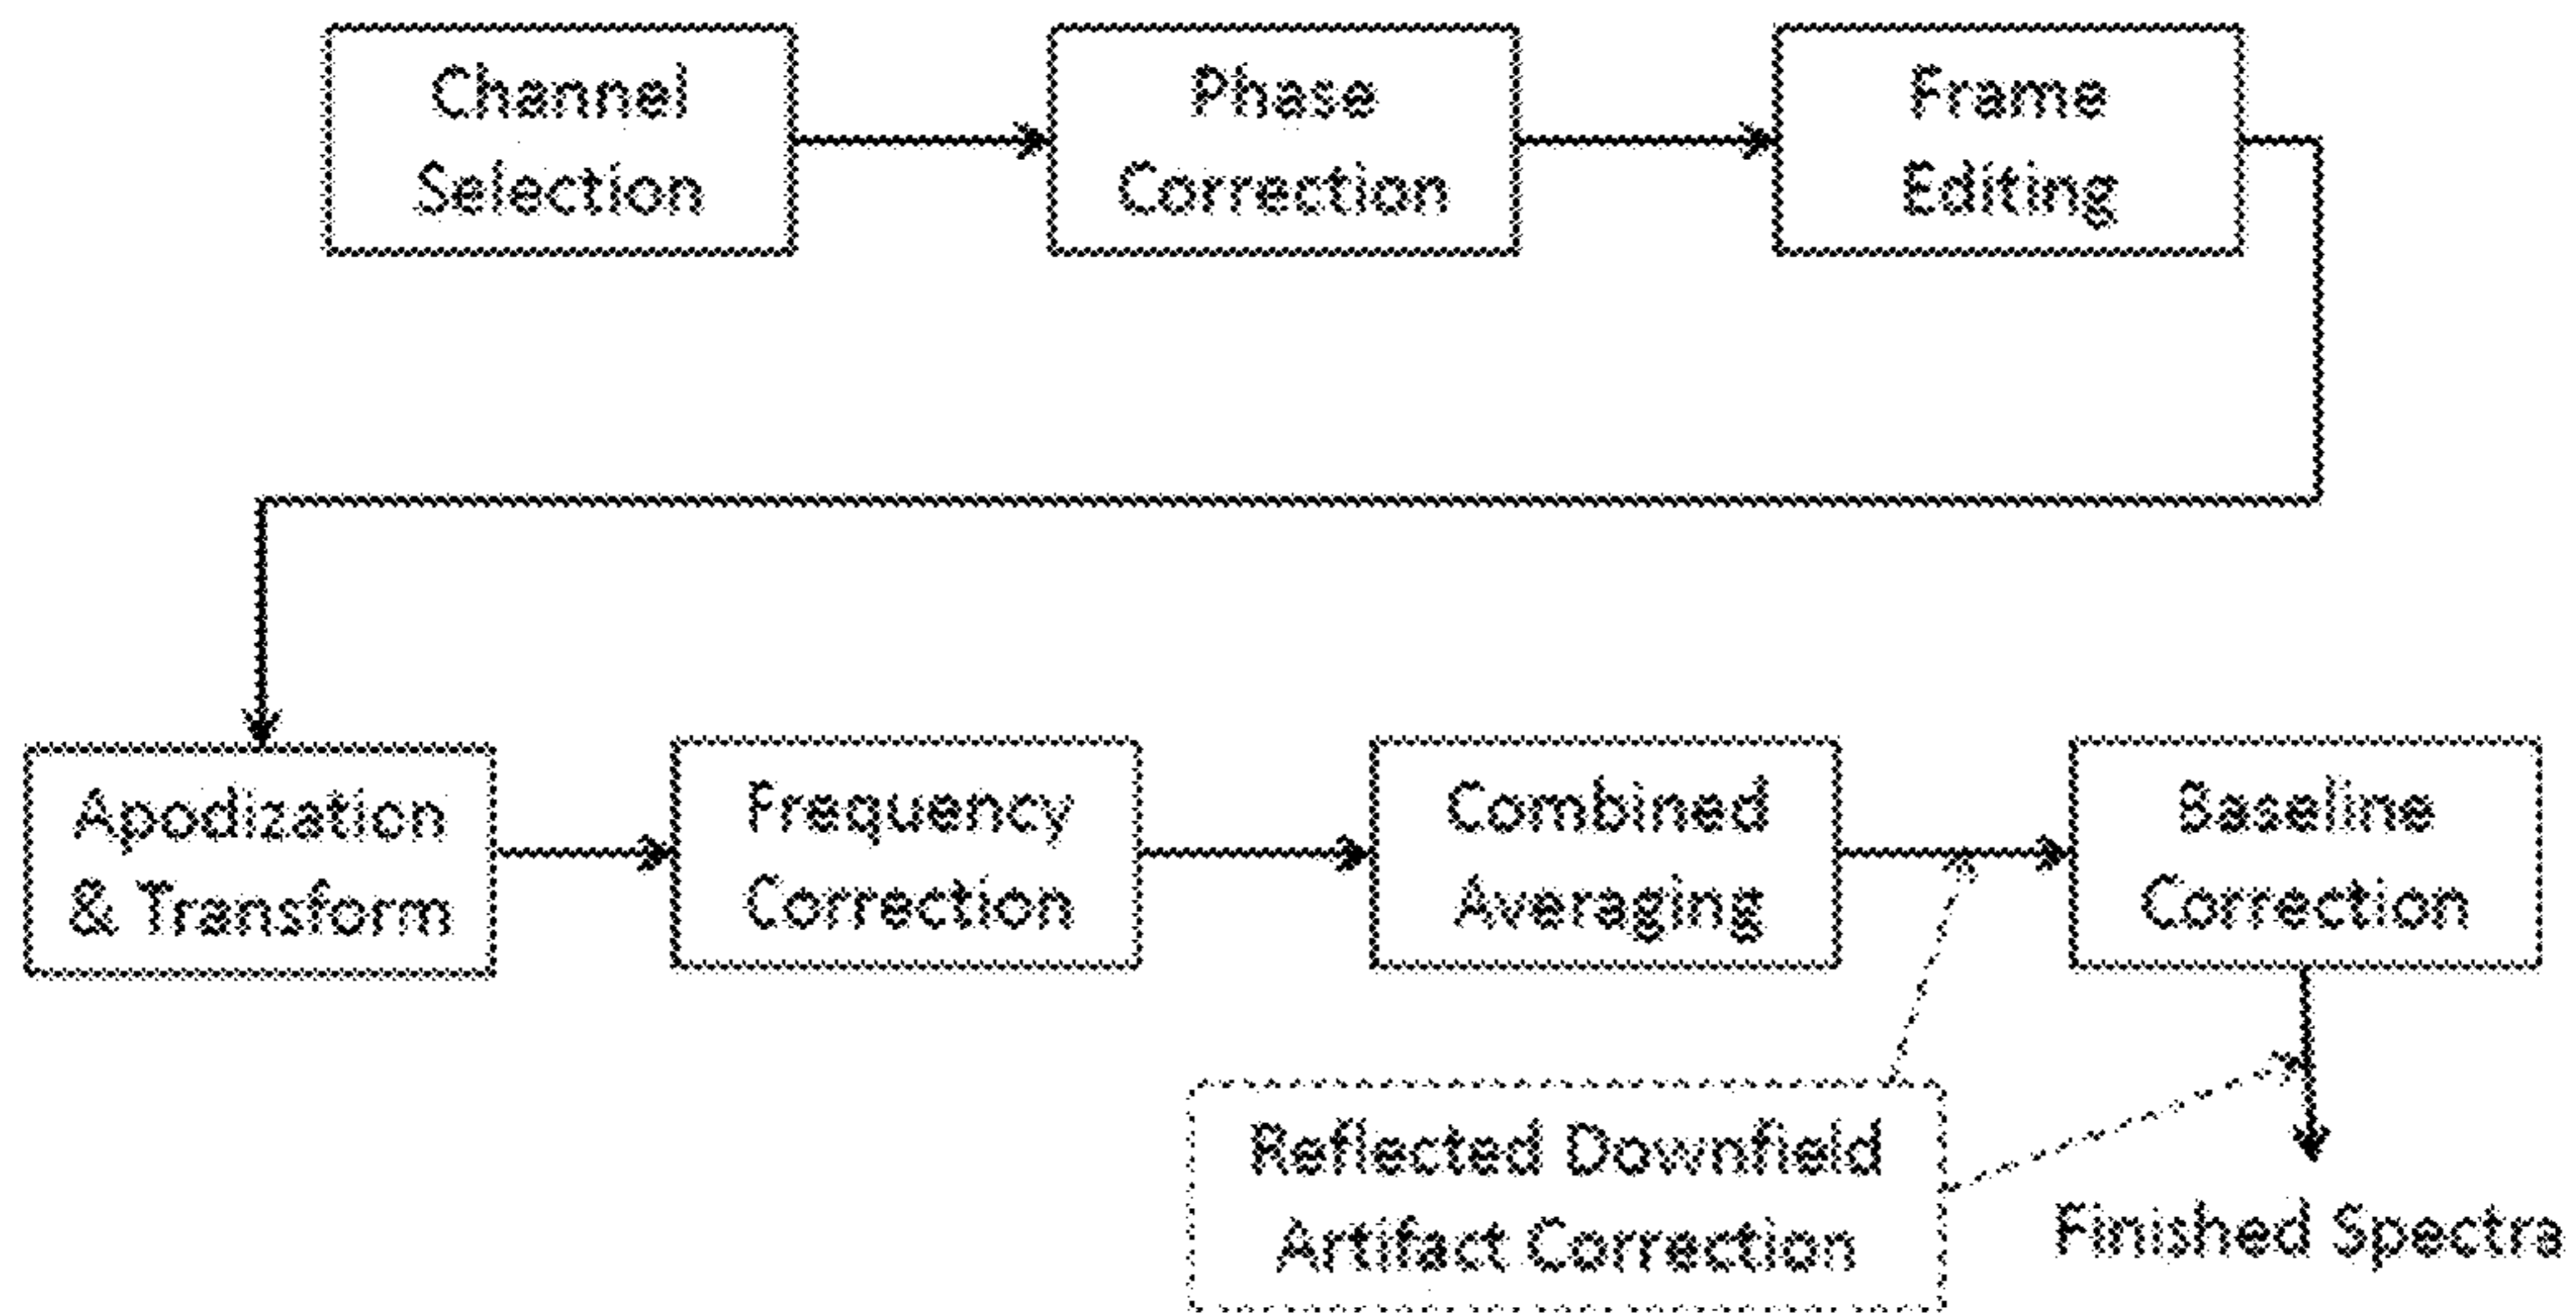 Channel
Selection
Phase
Correction
Frame
Editing
Apodization
& Transform
Frequency
Correction
Combined
Averaging
Baseline
Correction
Reflected Downfield
Artifact Correction
Finished Spectra